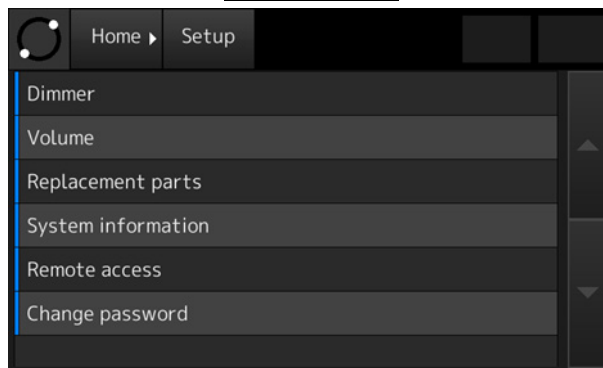 Home Setup
Dimmer
Volume
Replacement parts
System information
Remote access
Change password